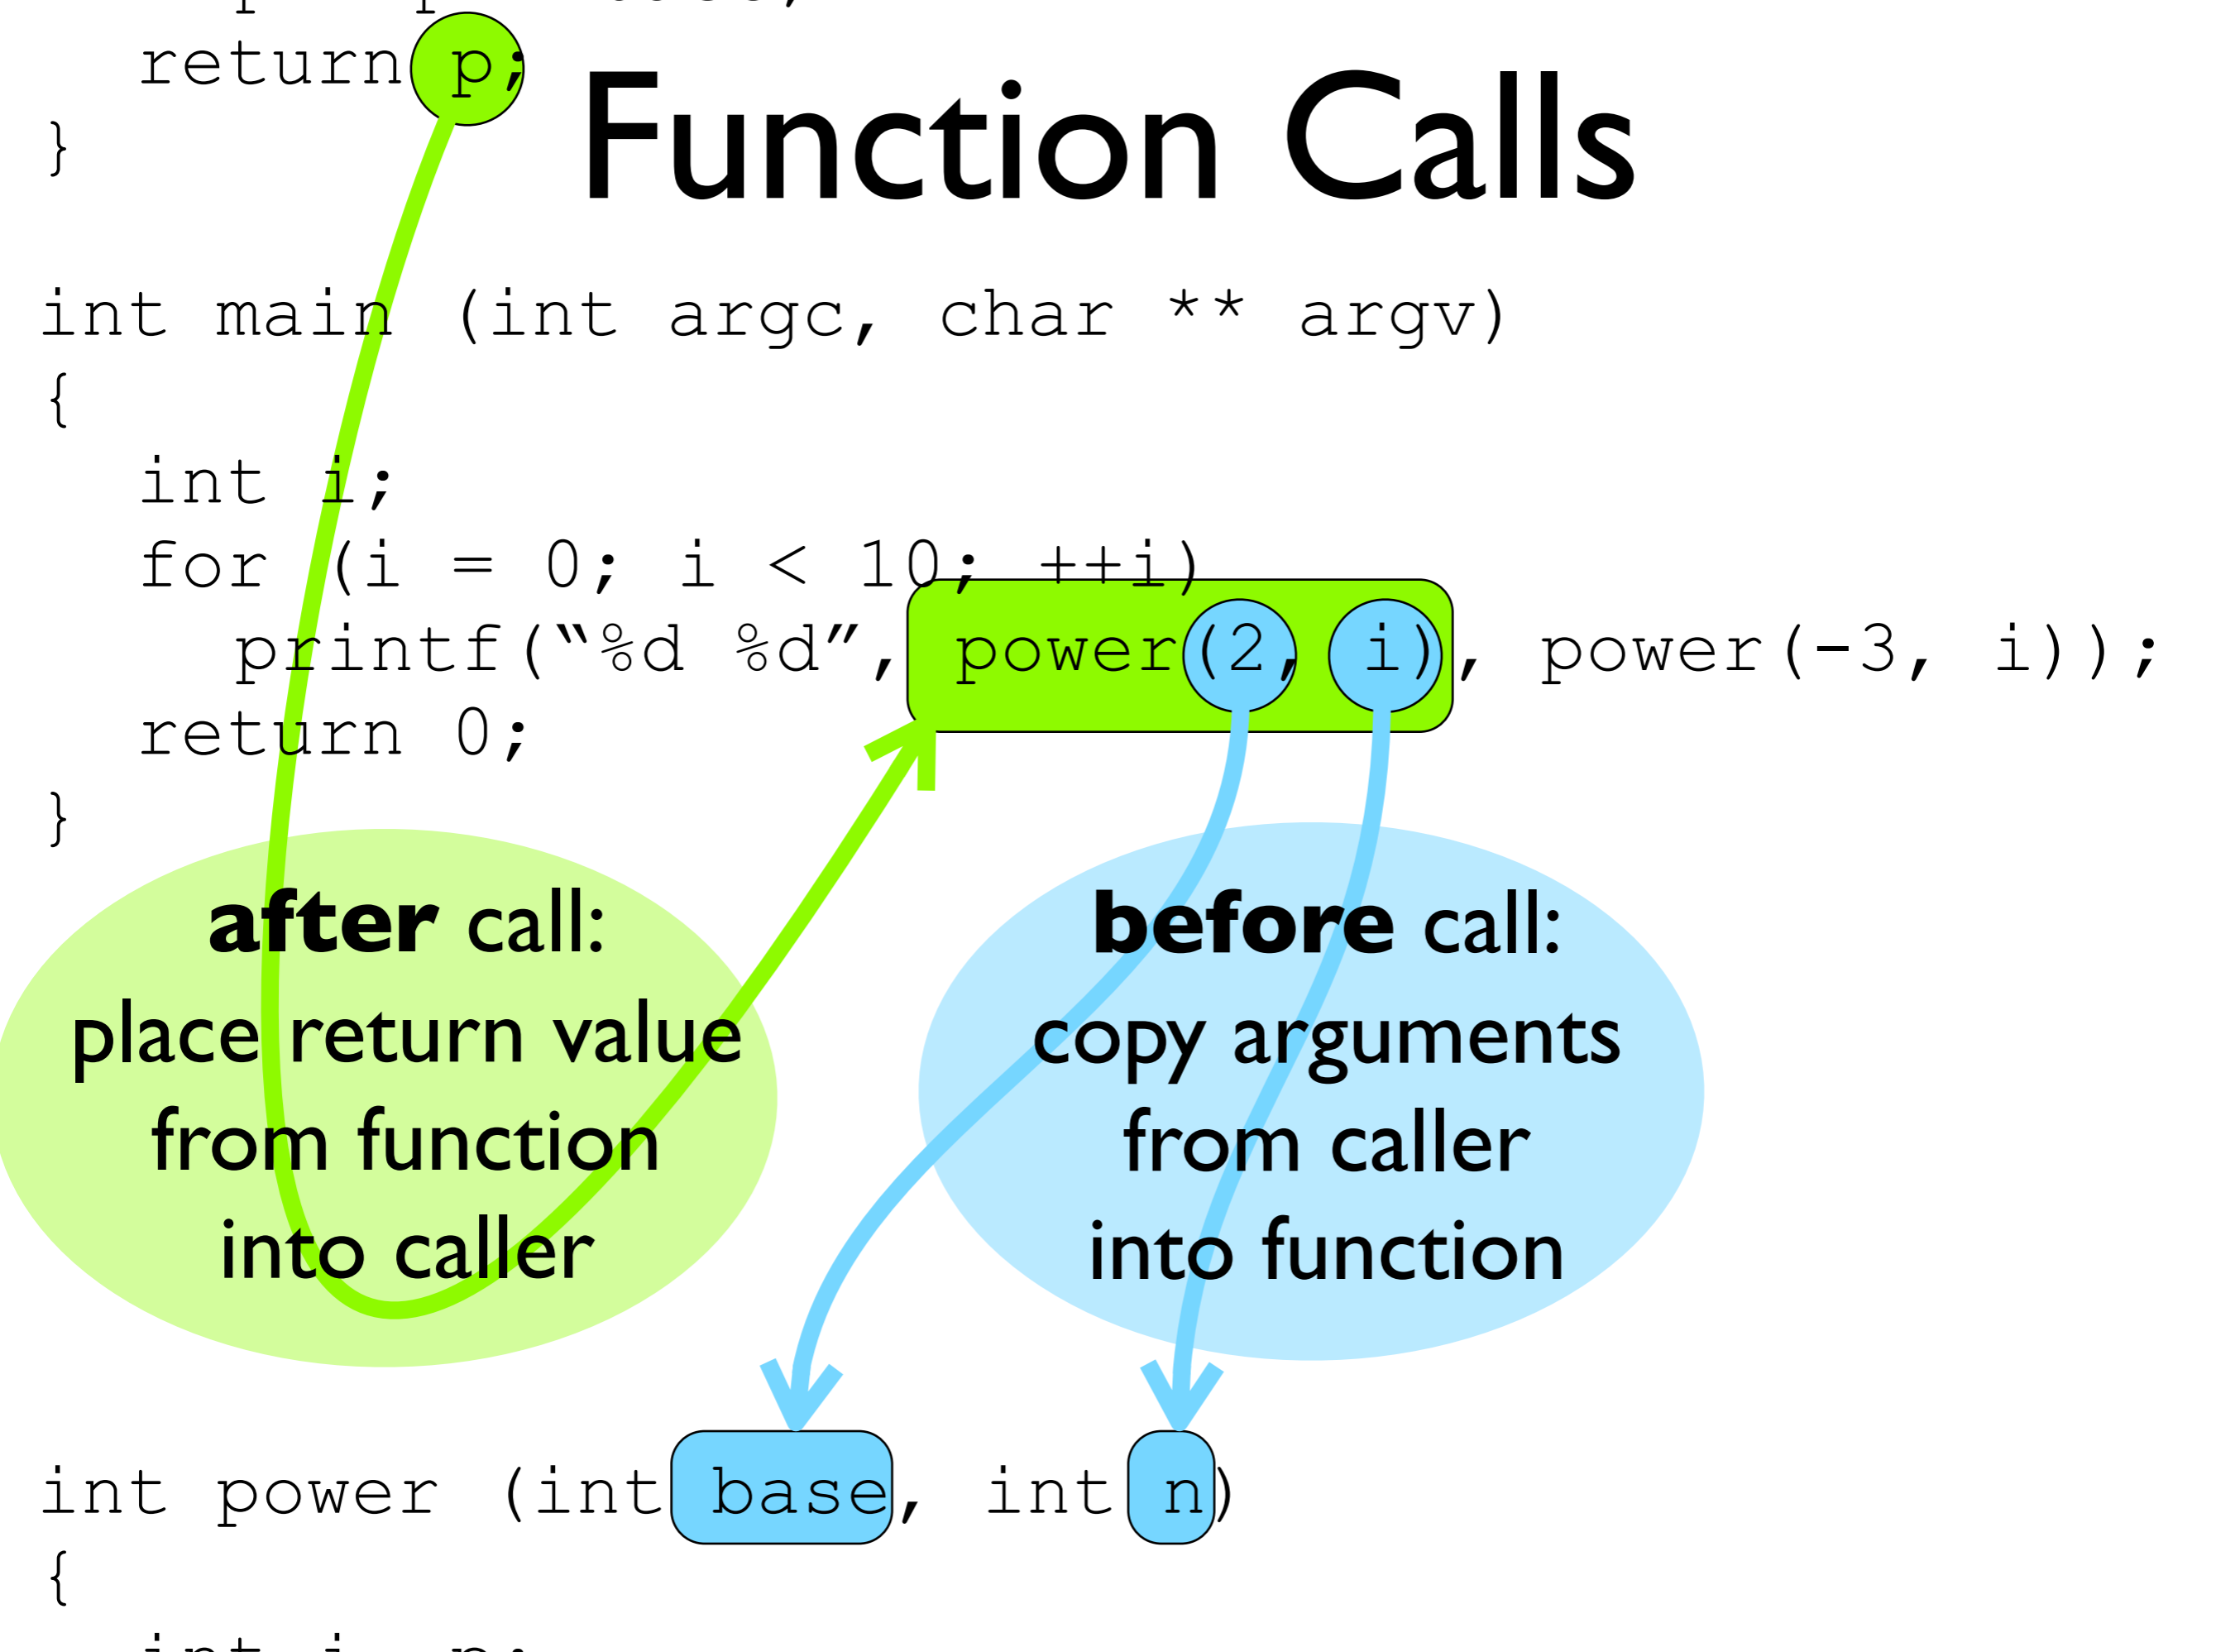 return p;
Function Calls
}
int main (int argc, char ** argv)
{
int i;
for (i = 0; i < 10; ++i)
printf(“%d %d”, power(2, i), power(-3, i));
return 0;
}
after call:
place return value
from function
into caller
before call:
copy arguments
from caller
into function
int power (int base, int n)
{
int i, p;